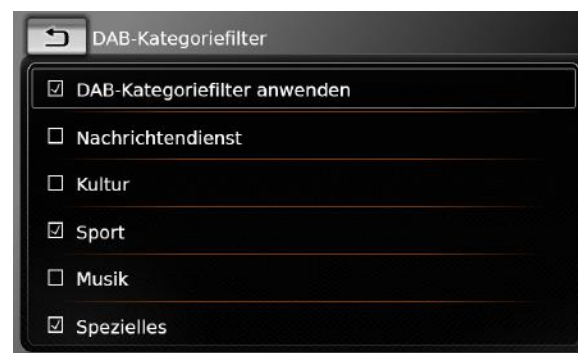 DAB-Kategoriefilter
DAB-Kategoriefilter anwenden
Nachrichtendienst
Kultur
Sport
Musik
Spezielles